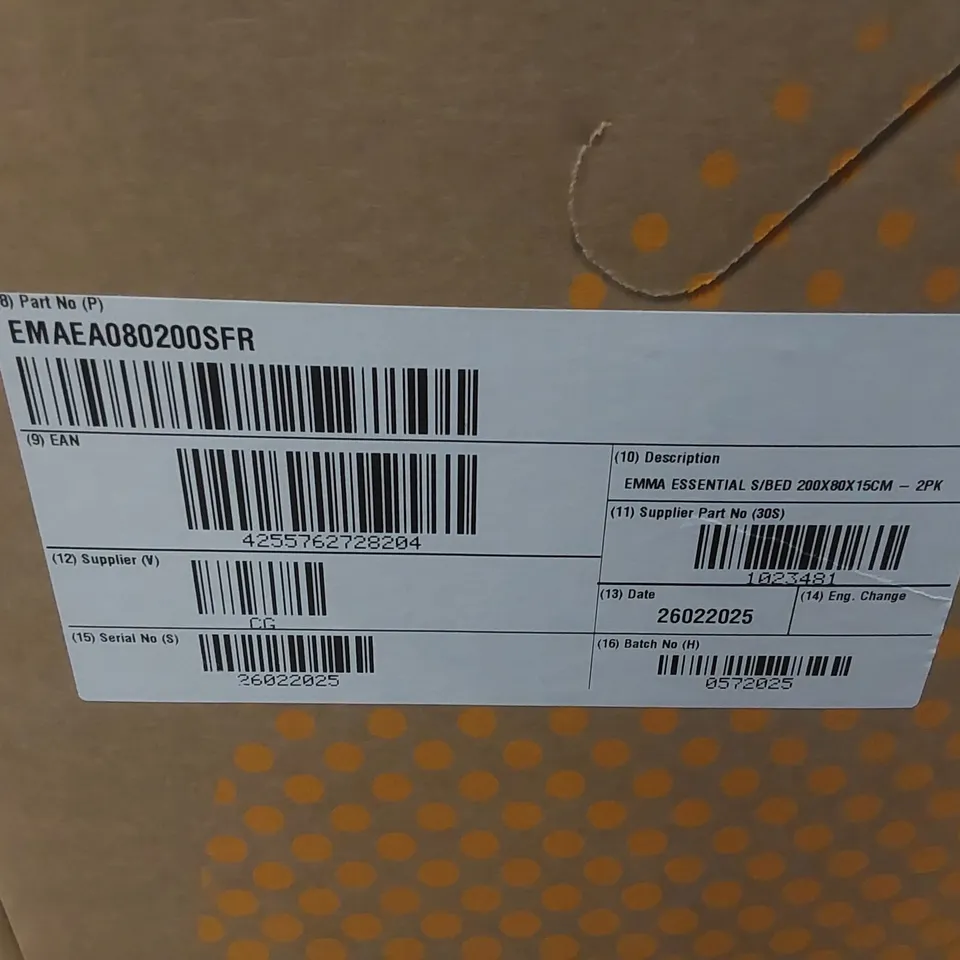 8) Part No (P)
EMAEA080200SFR
(9) EAN
4255762728204
(10) Description
EMMA ESSENTIAL S/BED 200X80X15CM – 2PK
(11) Supplier Part No (30S)
1023481
(12) Supplier (V)
CG
(13) Date
26022025
(14) Eng. Change
(15) Serial No (S)
26022025
(16) Batch No (H)
0572025